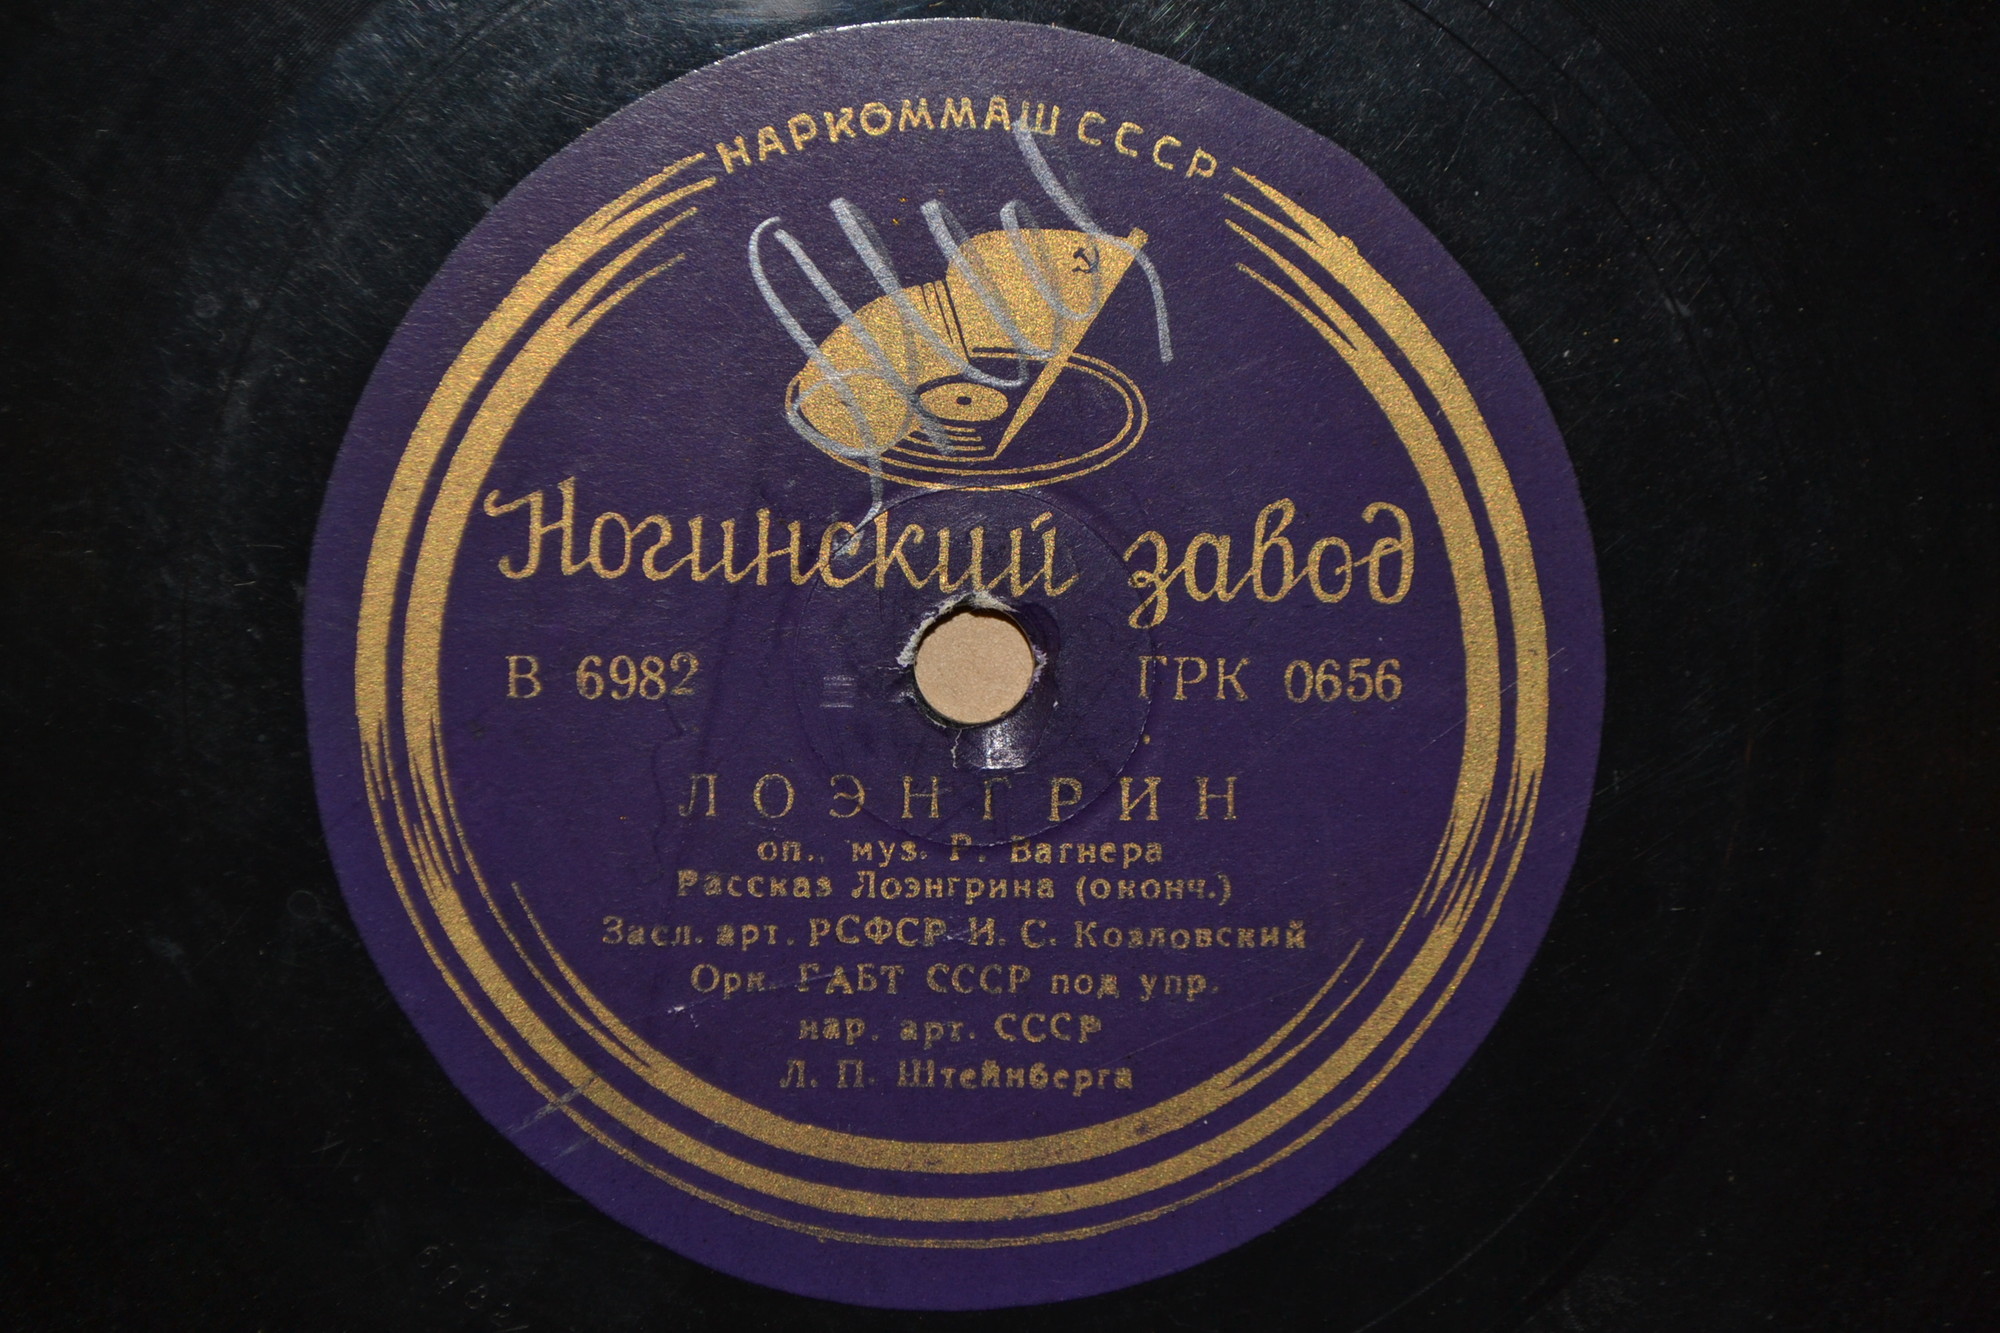 НАРКОММАШ СССР
Ногинский завод
В 6982 ГРК 0656
ЛОЭНГРИН
оп., муз. Р. Вагнера
Рассказ Лоэнгрина (оконч.)
Засл. арт. РСФСР И. С. Козловский
Орк. ГАБТ СССР под упр.
нар. арт. СССР
Л. П. Штейнберга